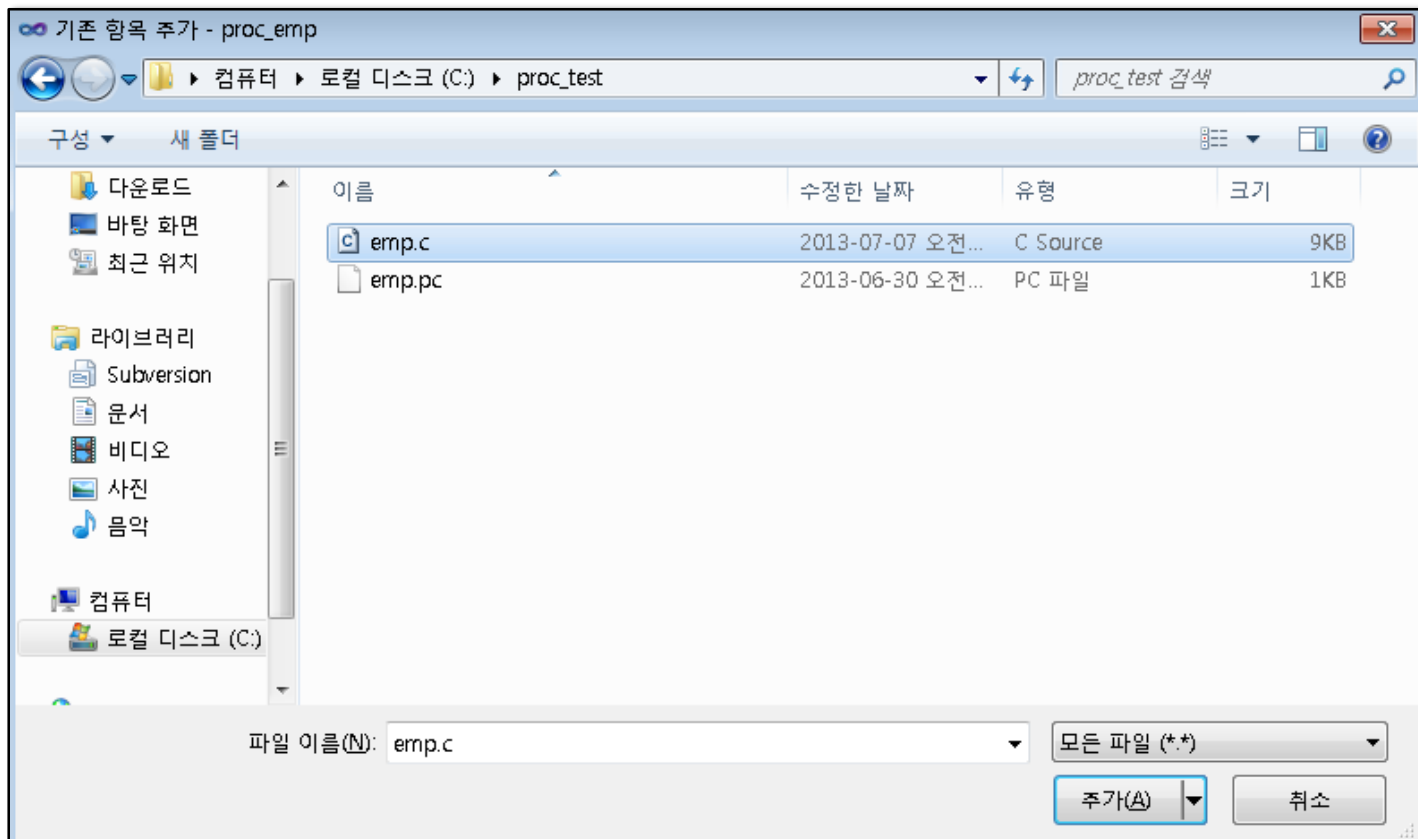 기존 항목 추가 - proc_emp
컴퓨터 ▸ 로컬 디스크 (C:) ▸ proc_test
proc_test 검색
구성 새 폴더
다운로드
바탕 화면
최근 위치
라이브러리
Subversion
문서
비디오
사진
음악
컴퓨터
로컬 디스크 (C:)
이름 수정한 날짜 유형 크기
emp.c 2013-07-07 오전... C Source 9KB
emp.pc 2013-06-30 오전... PC 파일 1KB
파일 이름(N): emp.c 모든 파일 (*.*)
추가(A) 취소